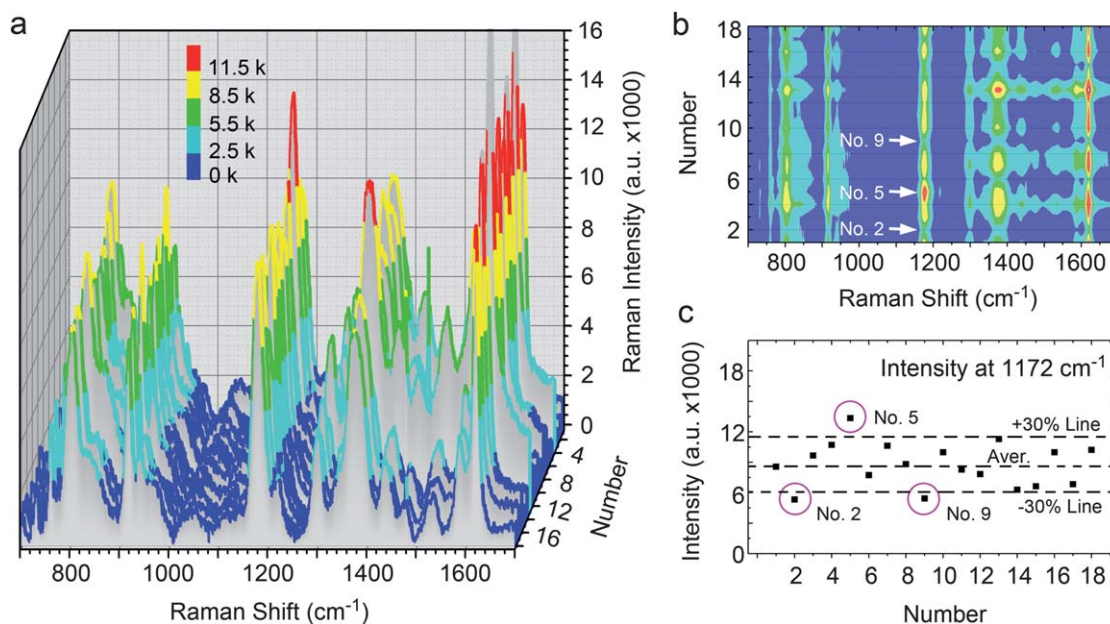 a
16
14
12
10
8
6
4
2
0
Raman Intensity (a.u. x1000)
11.5 k
8.5 k
5.5 k
2.5 k
0 k
4
8
12
16
Number
800 1000 1200 1400 1600
Raman Shift (cm⁻¹)
b
18
14
10
6
2
Number
No. 9
No. 5
No. 2
800 1000 1200 1400 1600
Raman Shift (cm⁻¹)
c
Intensity at 1172 cm⁻¹
18
12
6
0
Intensity (a.u. x1000)
No. 5
+30% Line
Aver.
No. 2
No. 9
-30% Line
2 4 6 8 10 12 14 16 18
Number